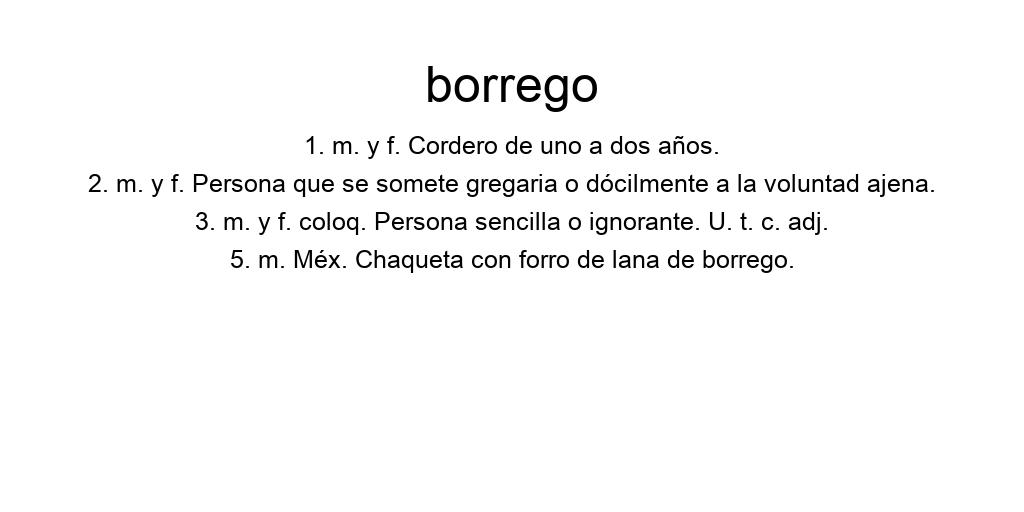 borrego
1. m. y f. Cordero de uno a dos años.
2. m. y f. Persona que se somete gregaria o dócilmente a la voluntad ajena.
3. m. y f. coloq. Persona sencilla o ignorante. U. t. c. adj.
5. m. Méx. Chaqueta con forro de lana de borrego.